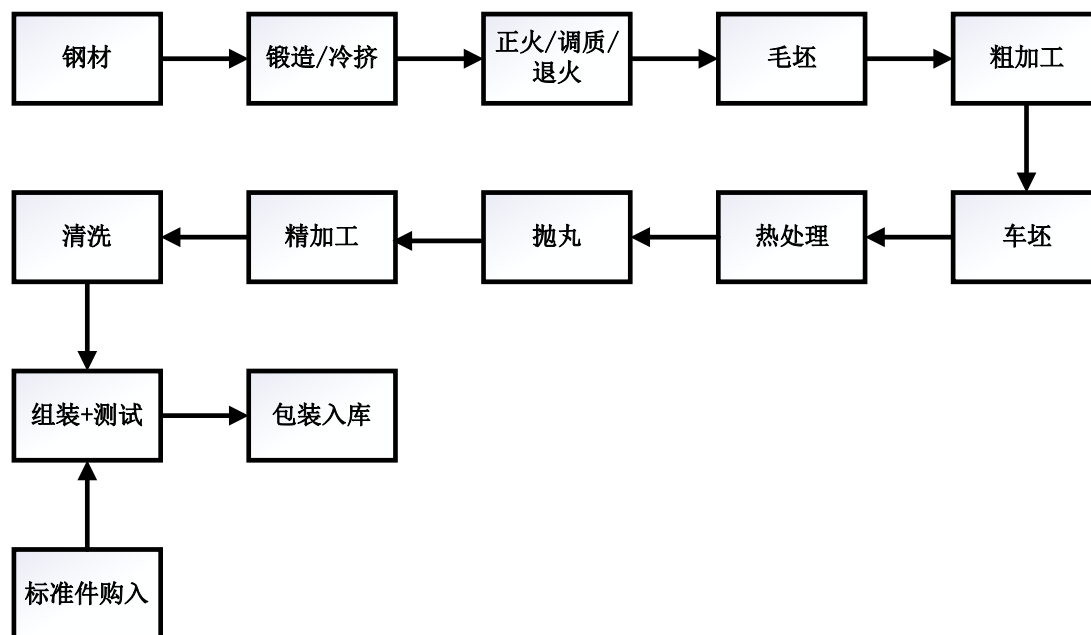 钢材
锻造/冷挤
正火/调质/
退火
毛坯
粗加工
清洗
精加工
抛丸
热处理
车坯
组装+测试
包装入库
标准件购入